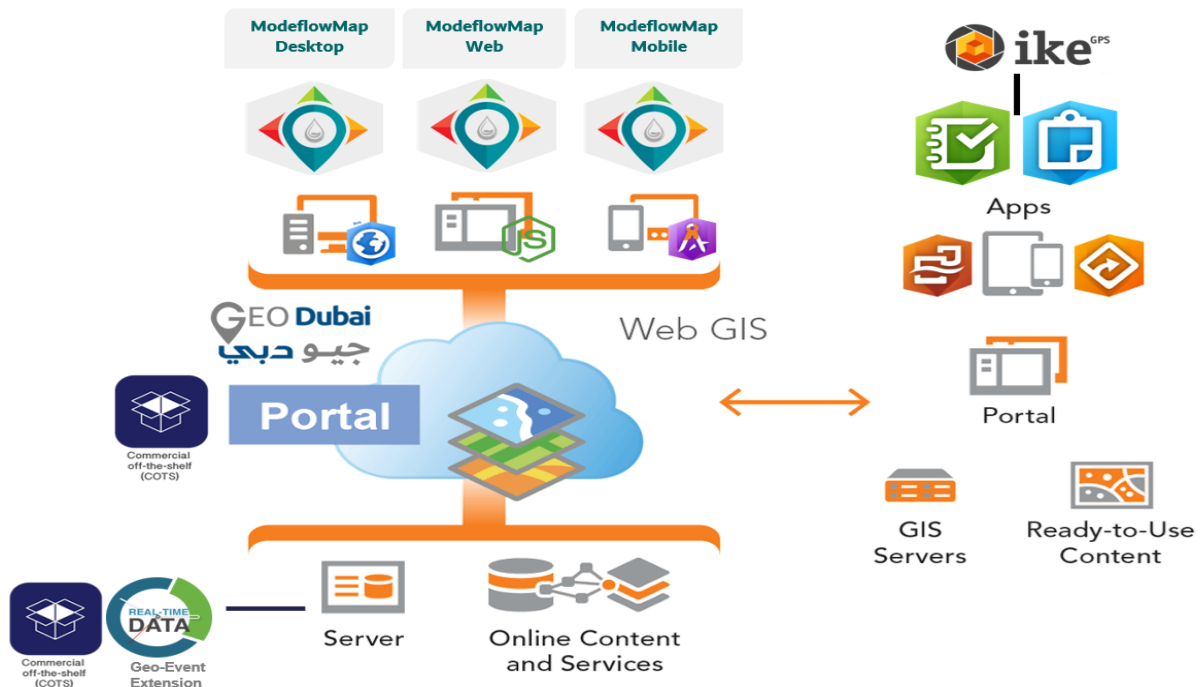 ModeflowMap
Desktop
ModeflowMap
Web
ModeflowMap
Mobile
ike GPS
JS
Apps
GEO Dubai
جيو دبي
Web GIS
Portal
Commercial
off-the-shelf
(COTS)
Portal
GIS
Servers
Ready-to-Use
Content
Server
Online Content
and Services
REAL-TIME
DATA
Commercial
off-the-shelf
(COTS)
Geo-Event
Extension